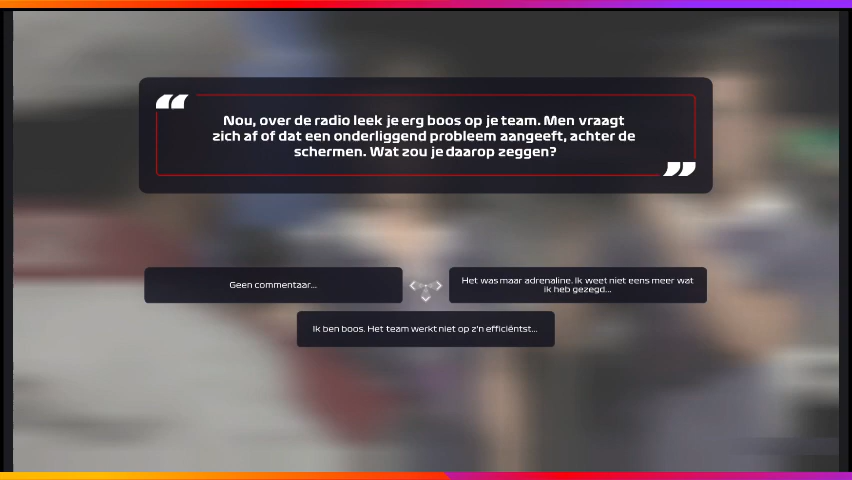 Nou, over de radio leek je erg boos op je team. Men vraagt
zich af of dat een onderliggend probleem aangeeft, achter de
schermen. Wat zou je daarop zeggen?
Geen commentaar...
Het was maar adrenaline. Ik weet niet eens meer wat
ik heb gezegd...
Ik ben boos. Het team werkt niet op z'n efficiëntst...